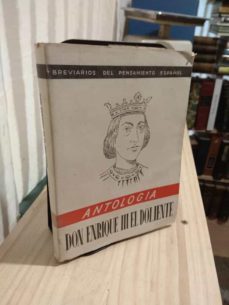 BREVIARIOS DEL PENSAMIENTO ESPAÑOL
ANTOLOGIA
DON ENRIQUE III EL DOLIENTE